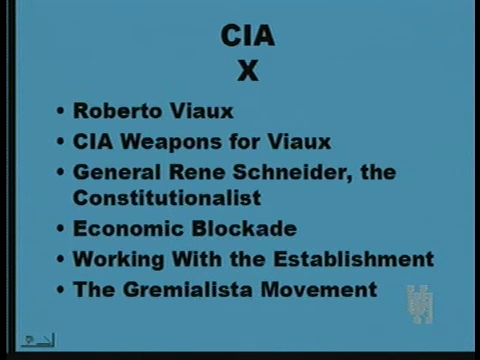 CIA
X
• Roberto Viaux
• CIA Weapons for Viaux
• General Rene Schneider, the
Constitutionalist
• Economic Blockade
• Working With the Establishment
• The Gremialista Movement